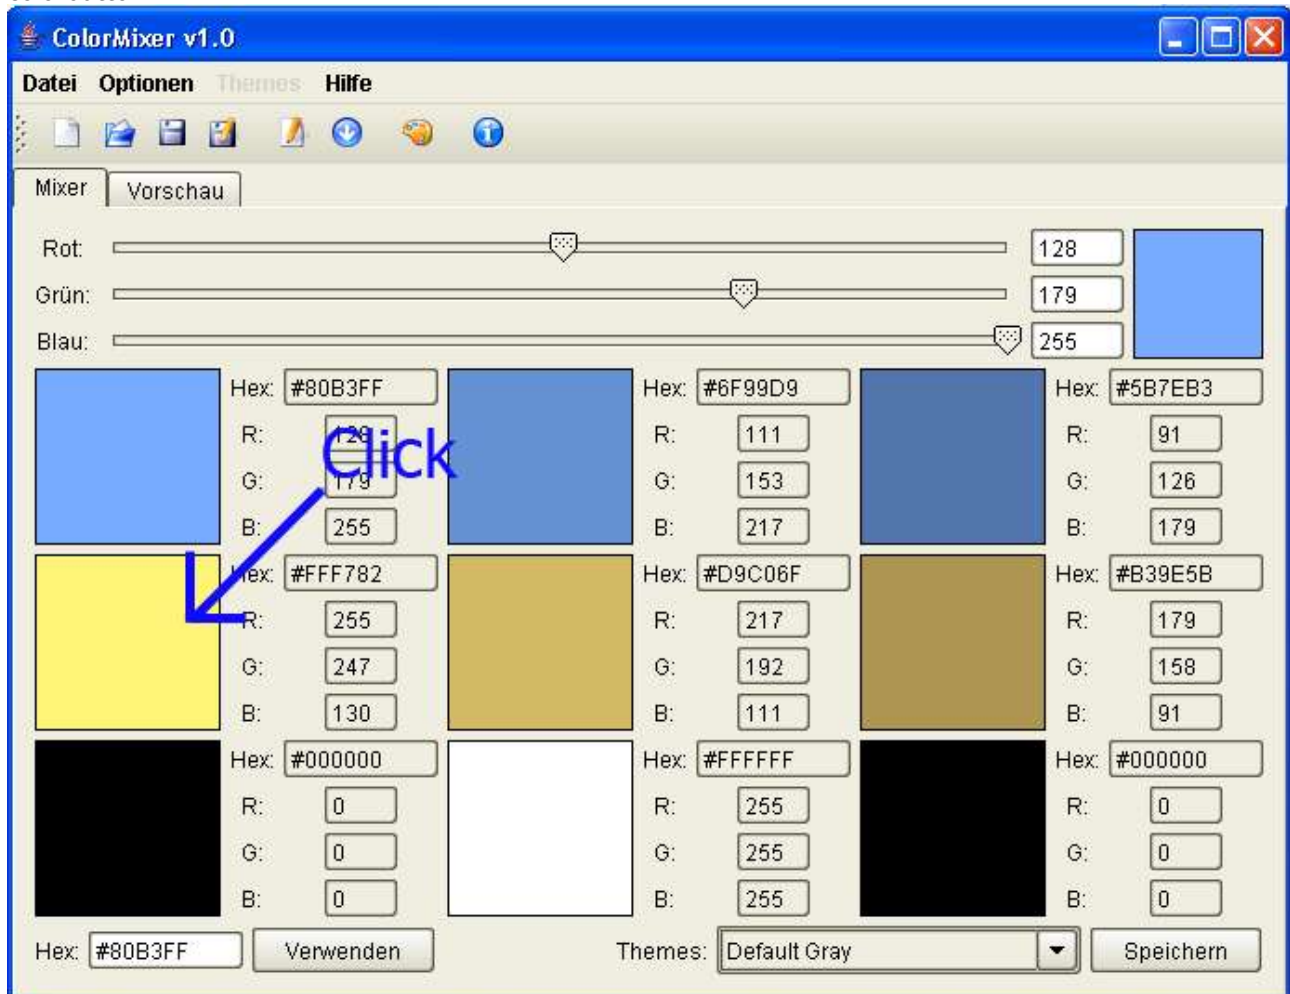 ColorMixer v1.0
Datei Optionen Themes Hilfe
Mixer Vorschau
Rot: 128
Grün: 179
Blau: 255
Hex: #80B3FF Hex: #6F99D9 Hex: #5B7EB3
R: 128 R: 111 R: 91
Click
G: 179 G: 153 G: 126
B: 255 B: 217 B: 179
Hex: #FFF782 Hex: #D9C06F Hex: #B39E5B
R: 255 R: 217 R: 179
G: 247 G: 192 G: 158
B: 130 B: 111 B: 91
Hex: #000000 Hex: #FFFFFF Hex: #000000
R: 0 R: 255 R: 0
G: 0 G: 255 G: 0
B: 0 B: 255 B: 0
Hex: #80B3FF Verwenden Themes: Default Gray Speichern